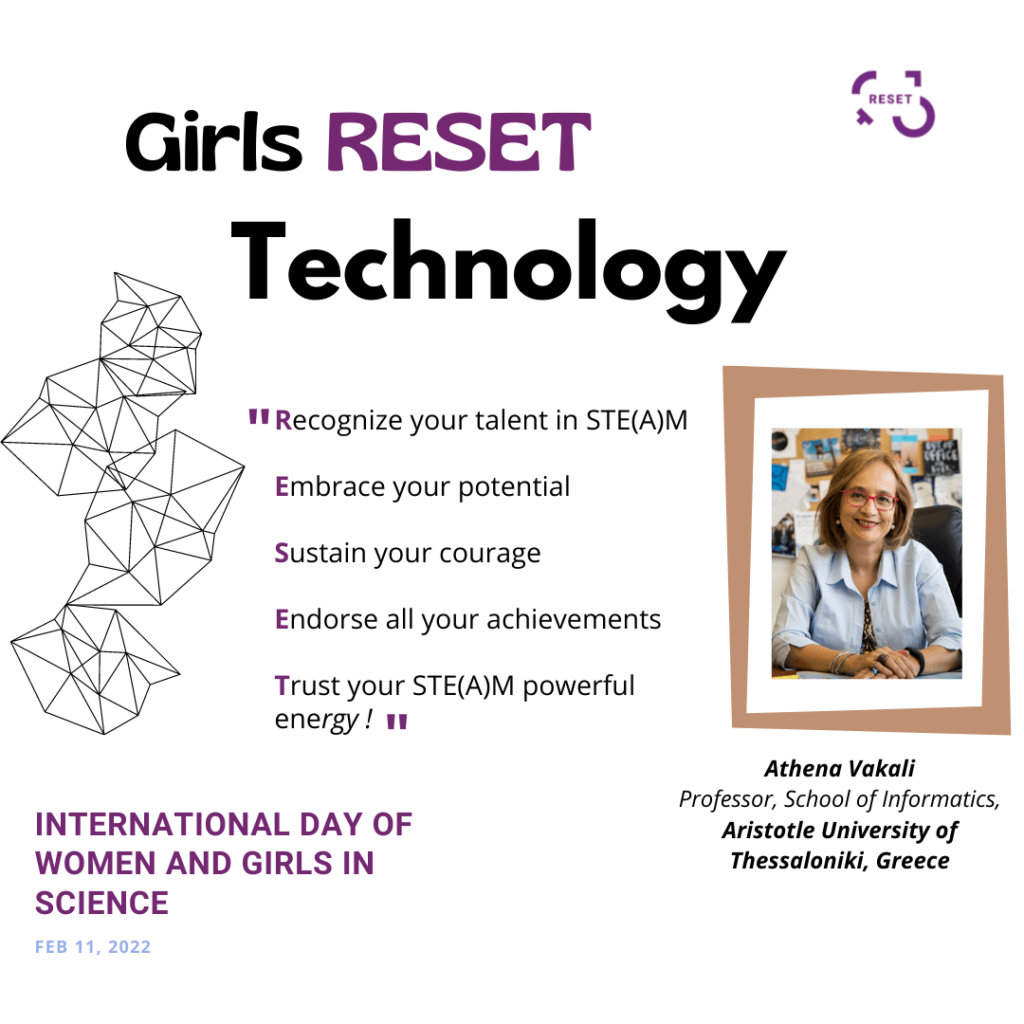 RESET
Girls RESET
Technology
"Recognize your talent in STE(A)M
Embrace your potential
Sustain your courage
Endorse all your achievements
Trust your STE(A)M powerful
energy ! "
Athena Vakali
Professor, School of Informatics,
Aristotle University of
Thessaloniki, Greece
INTERNATIONAL DAY OF
WOMEN AND GIRLS IN
SCIENCE
FEB 11, 2022